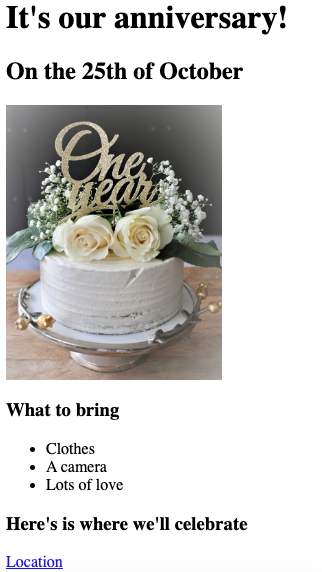 It's our anniversary!
On the 25th of October
One
year
What to bring
Clothes
A camera
Lots of love
Here's is where we'll celebrate
Location